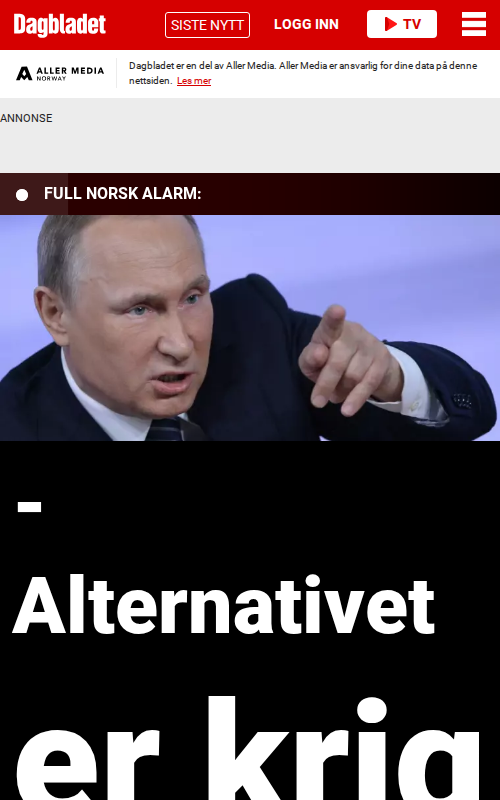 Dagbladet
SISTE NYTT
LOGG INN
TV
ALLER MEDIA
NORWAY
Dagbladet er en del av Aller Media. Aller Media er ansvarlig for dine data på denne
nettsiden. Les mer
ANNONSE
FULL NORSK ALARM:
-
Alternativet
er krig